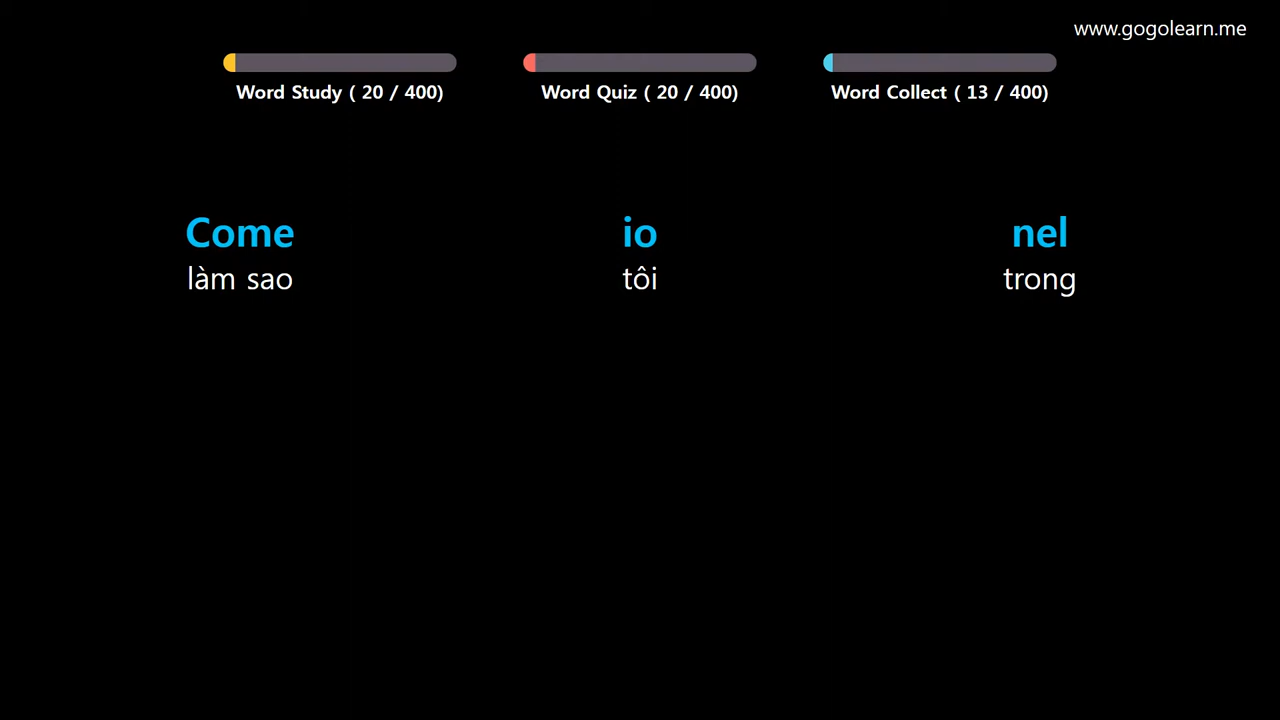 www.gogolearn.me
Word Study ( 20 / 400)
Word Quiz ( 20 / 400)
Word Collect ( 13 / 400)
Come
làm sao
io
tôi
nel
trong